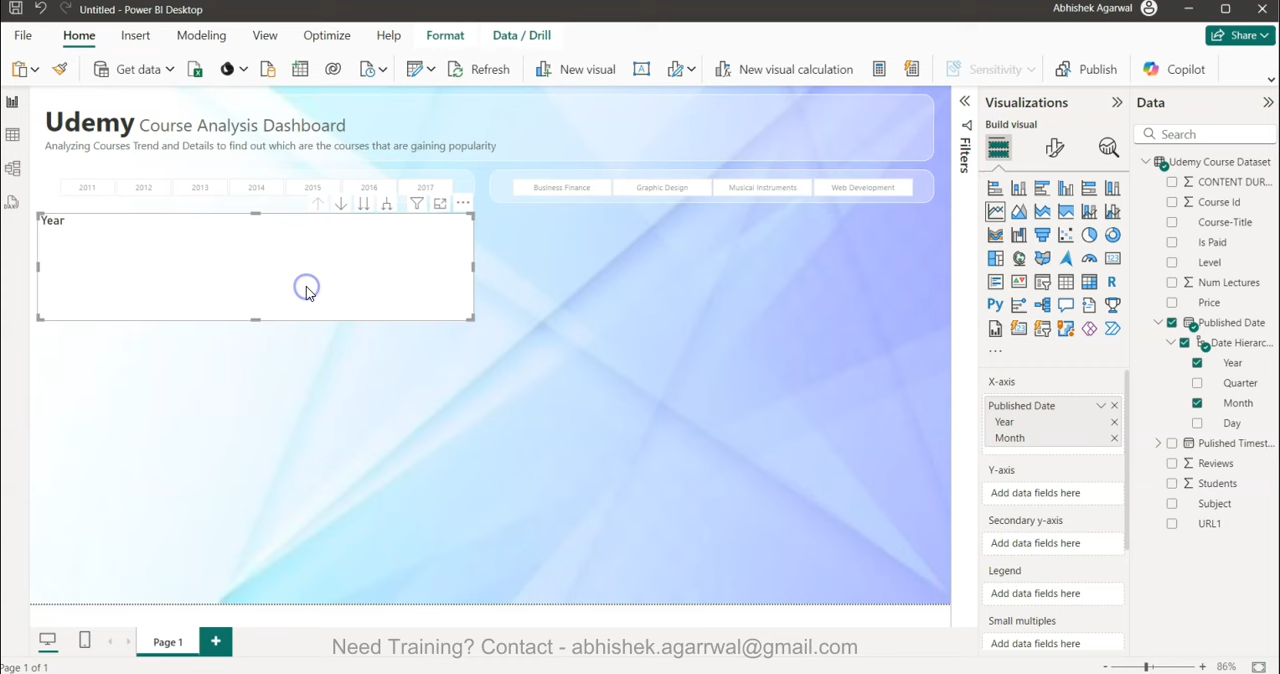 Untitled - Power BI Desktop
Abhishek Agarwal
File Home Insert Modeling View Optimize Help Format Data / Drill
Share
Get data
Refresh
New visual
New visual calculation
Sensitivity
Publish
Copilot
Udemy Course Analysis Dashboard
Analyzing Courses Trend and Details to find out which are the courses that are gaining popularity
2011 2012 2013 2014 2015 2016 2017
Business Finance Graphic Design Musical Instruments Web Development
Year
Filters
Visualizations
Build visual
R
Py
123
X-axis
Published Date
Year
Month
Y-axis
Add data fields here
Secondary y-axis
Add data fields here
Legend
Add data fields here
Small multiples
Add data fields here
Data
Search
Udemy Course Dataset
CONTENT DUR...
Course Id
Course-Title
Is Paid
Level
Num Lectures
Price
Published Date
Date Hierarc...
Year
Quarter
Month
Day
Pulished Timest...
Reviews
Students
Subject
URL1
Page 1
Need Training? Contact - abhishek.agarrwal@gmail.com
Page 1 of 1
86%